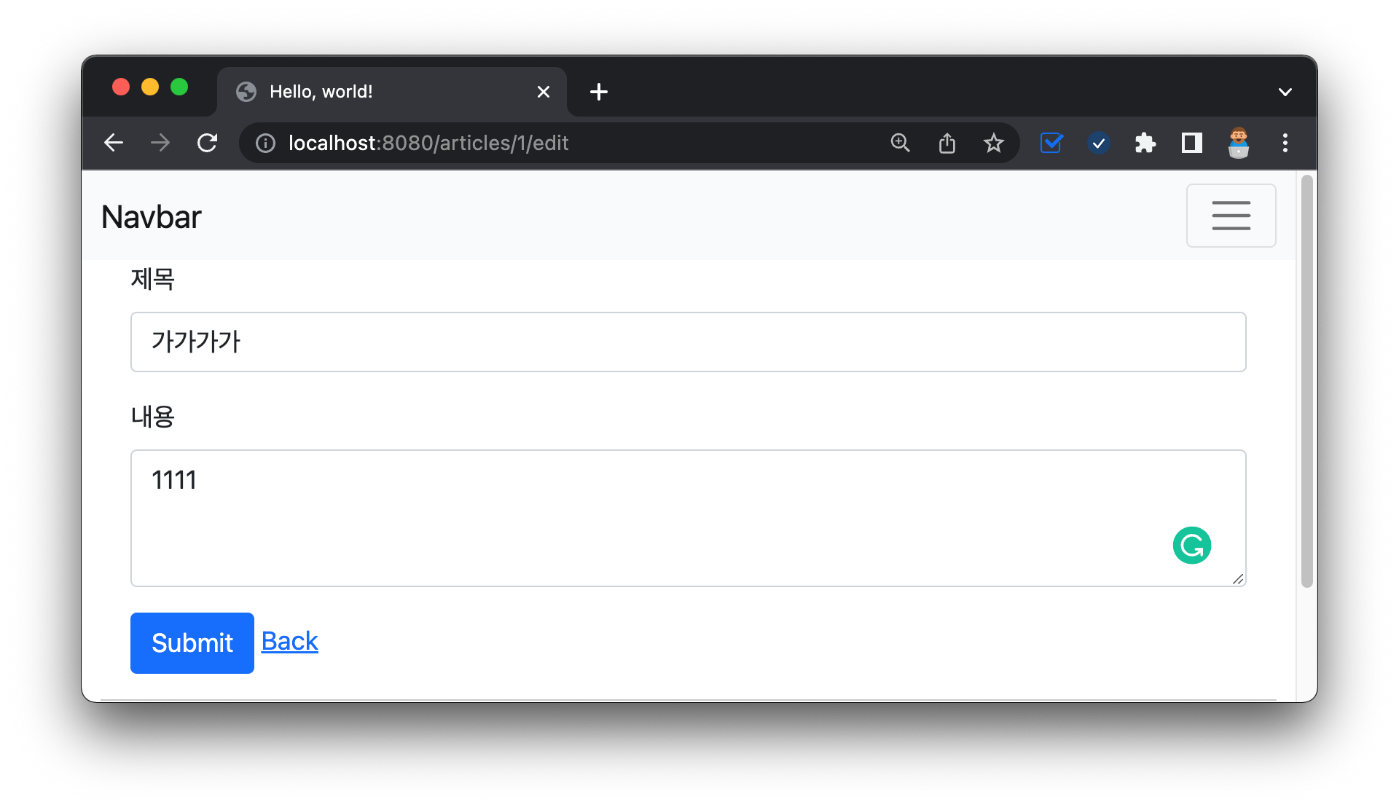 Hello, world!
localhost:8080/articles/1/edit
Navbar
제목
가가가가
내용
1111
Submit Back